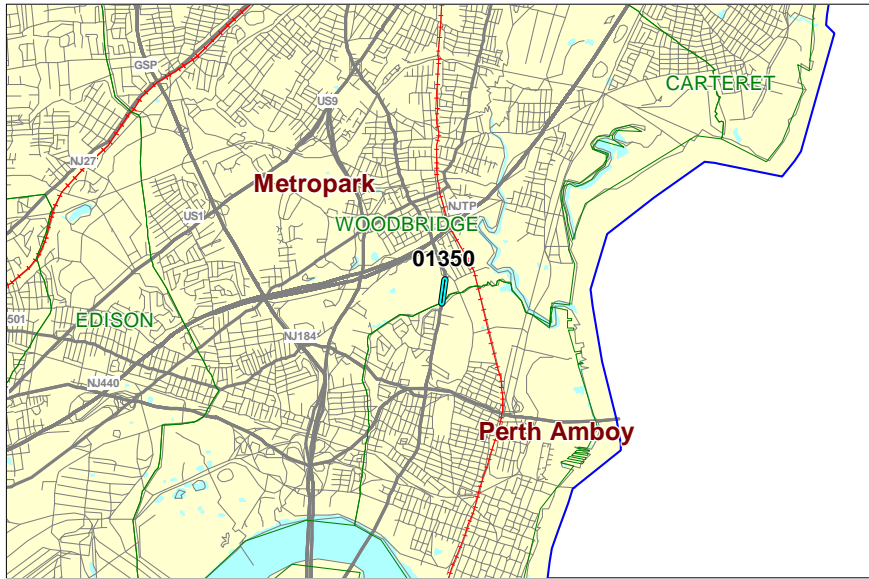 GSP
CARTERET
US9
NJ27
Metropark
NJTP
US1
WOODBRIDGE
01350
501
EDISON
NJ184
NJ440
Perth Amboy